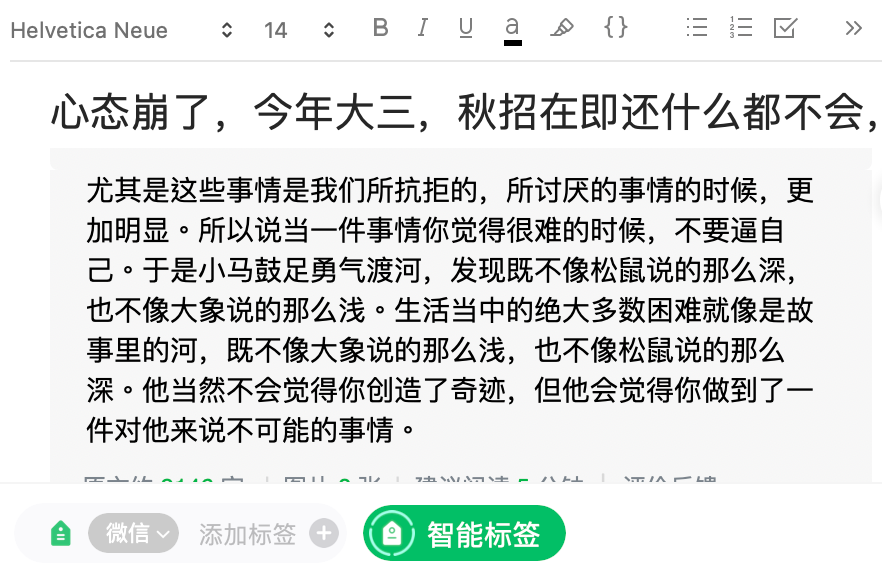 Helvetica Neue 14 B I U a {}
心态崩了，今年大三，秋招在即还什么都不会，
尤其是这些事情是我们所抗拒的，所讨厌的事情的时候，更
加明显。所以说当一件事情你觉得很难的时候，不要逼自
己。于是小马鼓足勇气渡河，发现既不像松鼠说的那么深，
也不像大象说的那么浅。生活当中的绝大多数困难就像是故
事里的河，既不像大象说的那么浅，也不像松鼠说的那么
深。他当然不会觉得你创造了奇迹，但他会觉得你做到了一
件对他来说不可能的事情。
微信 添加标签 智能标签